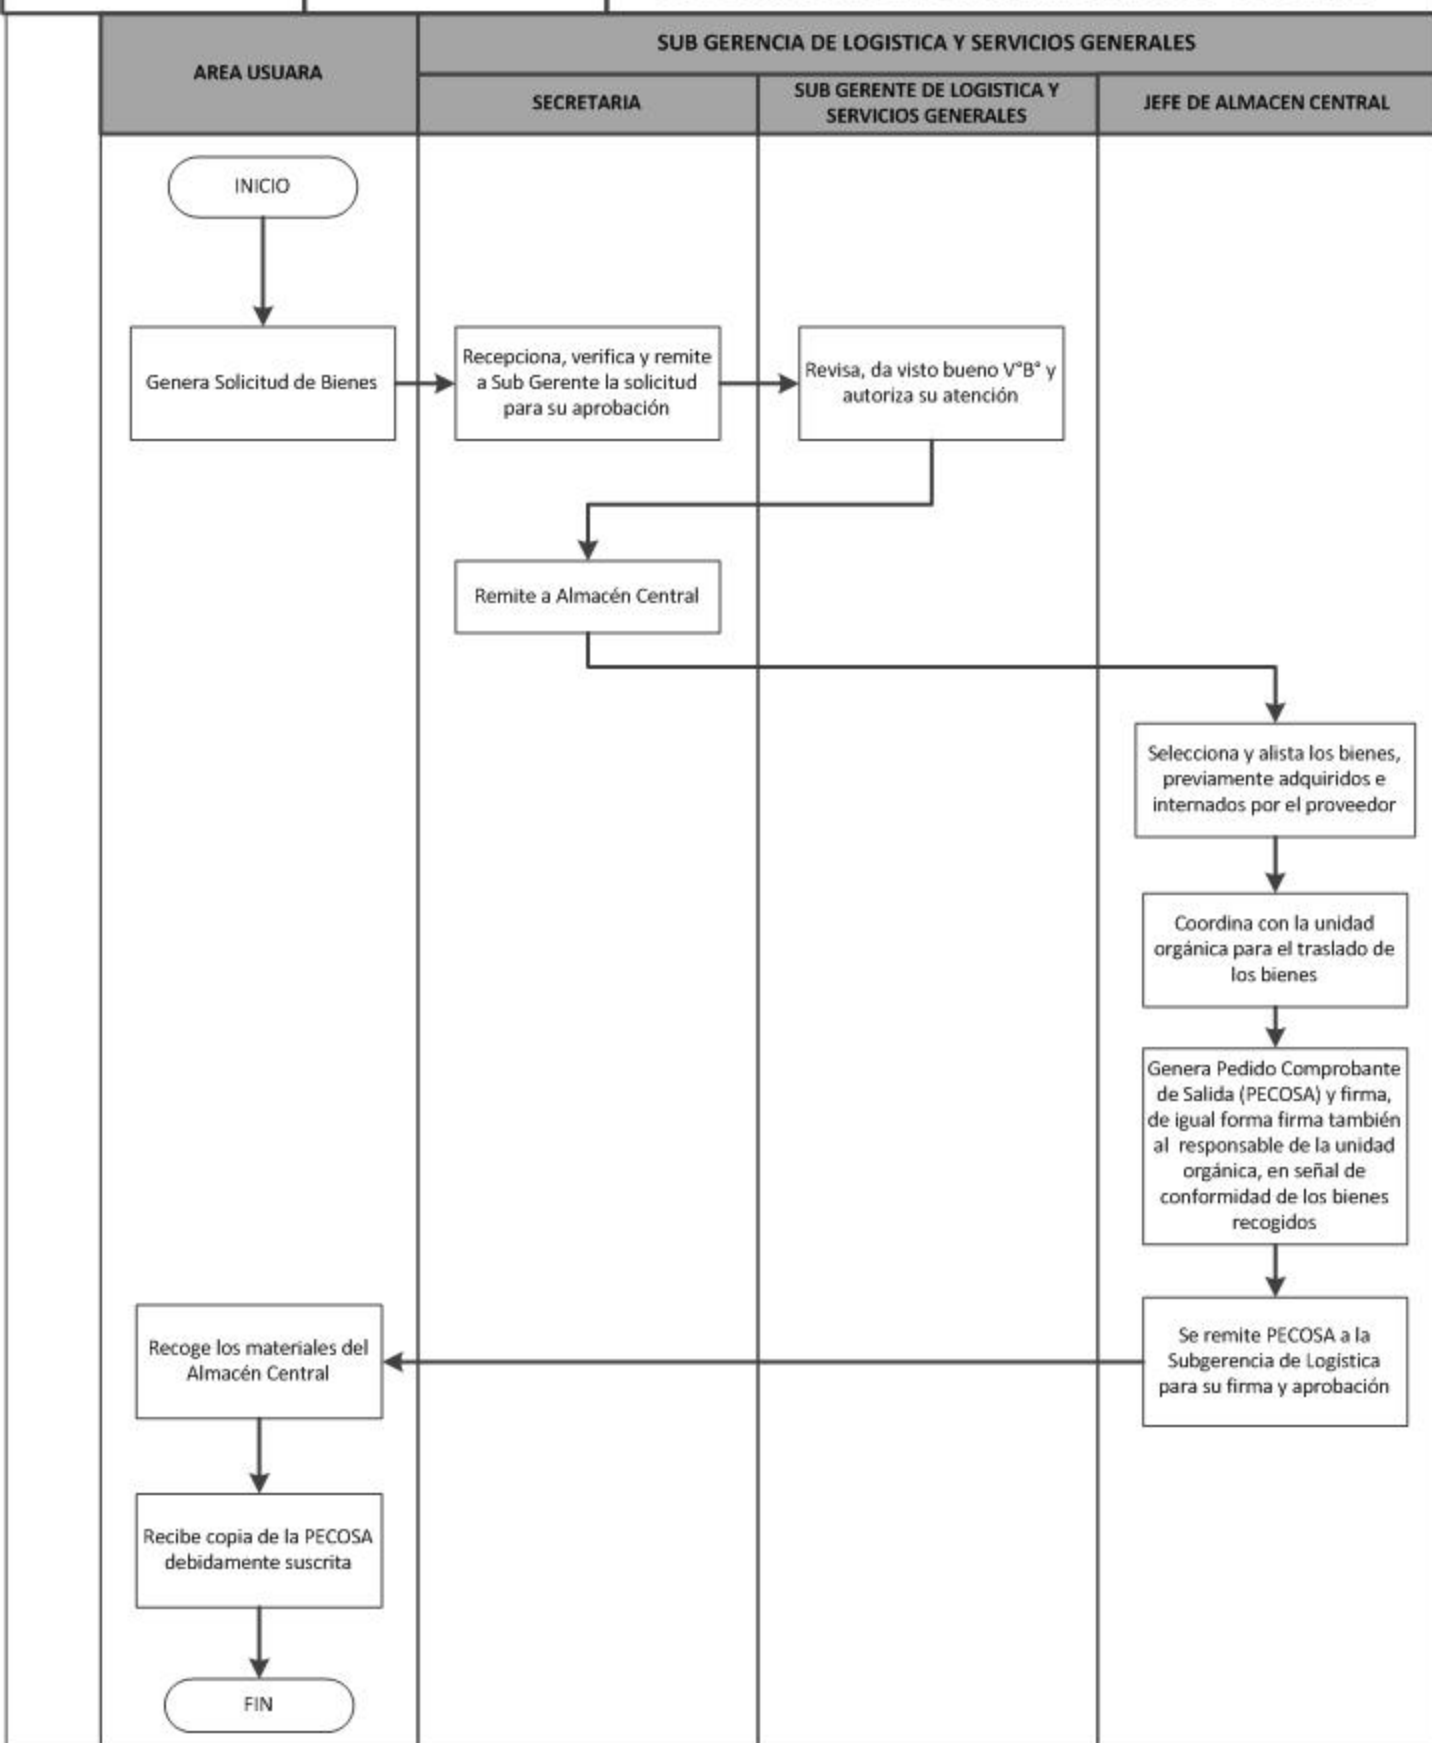 AREA USUARA
SUB GERENCIA DE LOGISTICA Y SERVICIOS GENERALES
SECRETARIA
SUB GERENTE DE LOGISTICA Y
SERVICIOS GENERALES
JEFE DE ALMACEN CENTRAL
INICIO
Genera Solicitud de Bienes
Recepciona, verifica y remite
a Sub Gerente la solicitud
para su aprobación
Revisa, da visto bueno V°B° y
autoriza su atención
Remite a Almacén Central
Selecciona y alista los bienes,
previamente adquiridos e
internados por el proveedor
Coordina con la unidad
orgánica para el traslado de
los bienes
Genera Pedido Comprobante
de Salida (PECOSA) y firma,
de igual forma firma también
al responsable de la unidad
orgánica, en señal de
conformidad de los bienes
recogidos
Se remite PECOSA a la
Subgerencia de Logística
para su firma y aprobación
Recoge los materiales del
Almacén Central
Recibe copia de la PECOSA
debidamente suscrita
FIN